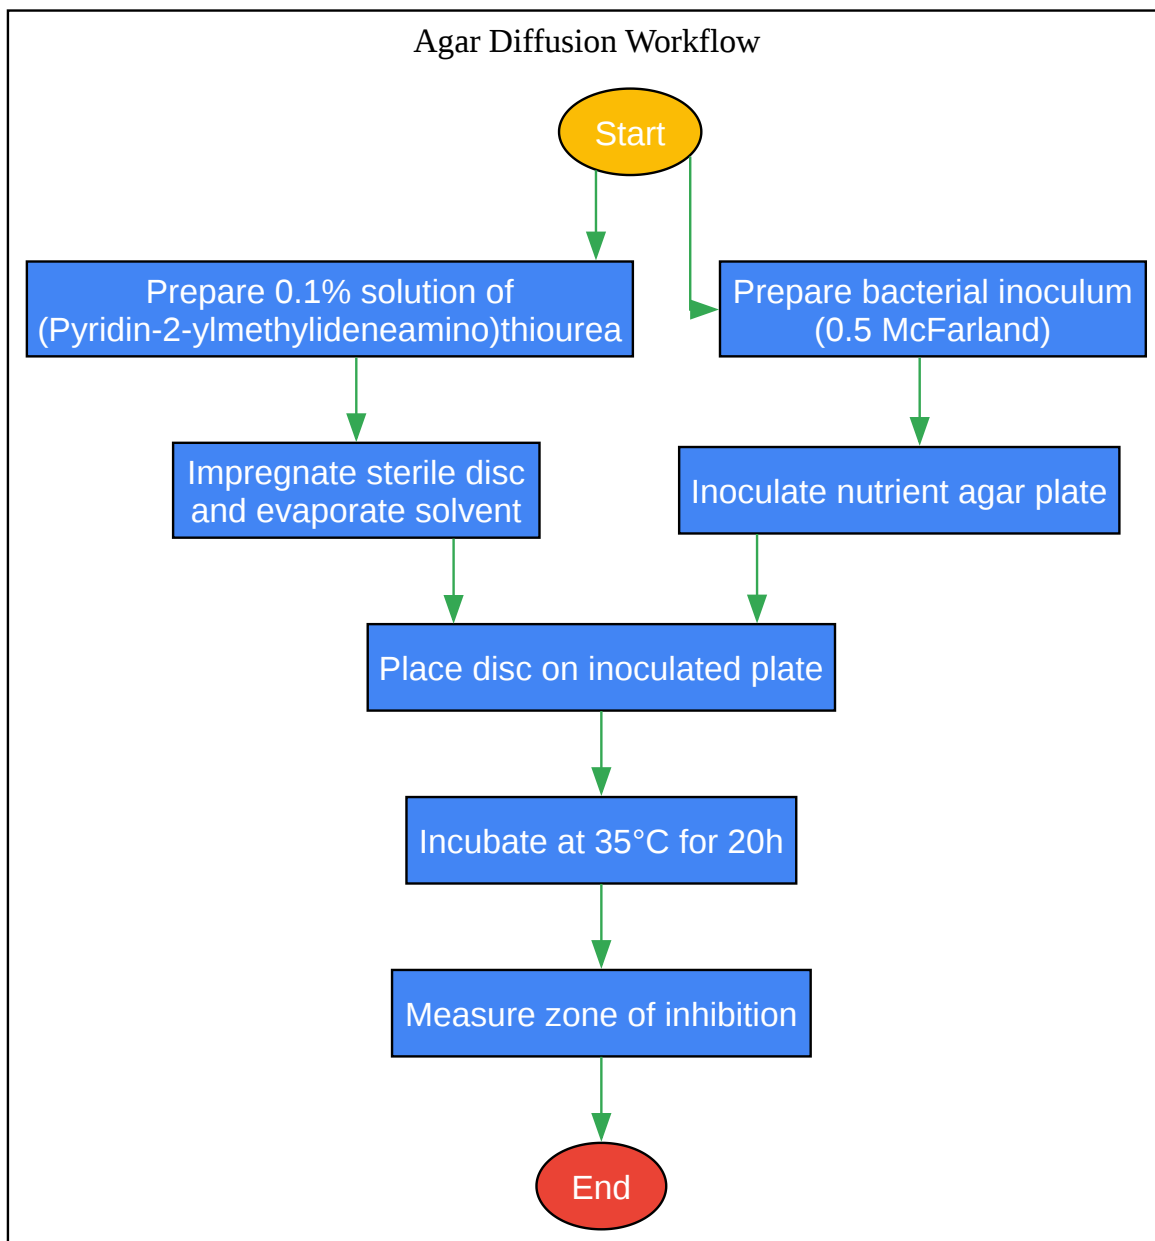 Agar Diffusion Workflow
Start
Prepare 0.1% solution of
(Pyridin-2-ylmethylideneamino)thiourea
Prepare bacterial inoculum
(0.5 McFarland)
Impregnate sterile disc
and evaporate solvent
Inoculate nutrient agar plate
Place disc on inoculated plate
Incubate at 35°C for 20h
Measure zone of inhibition
End